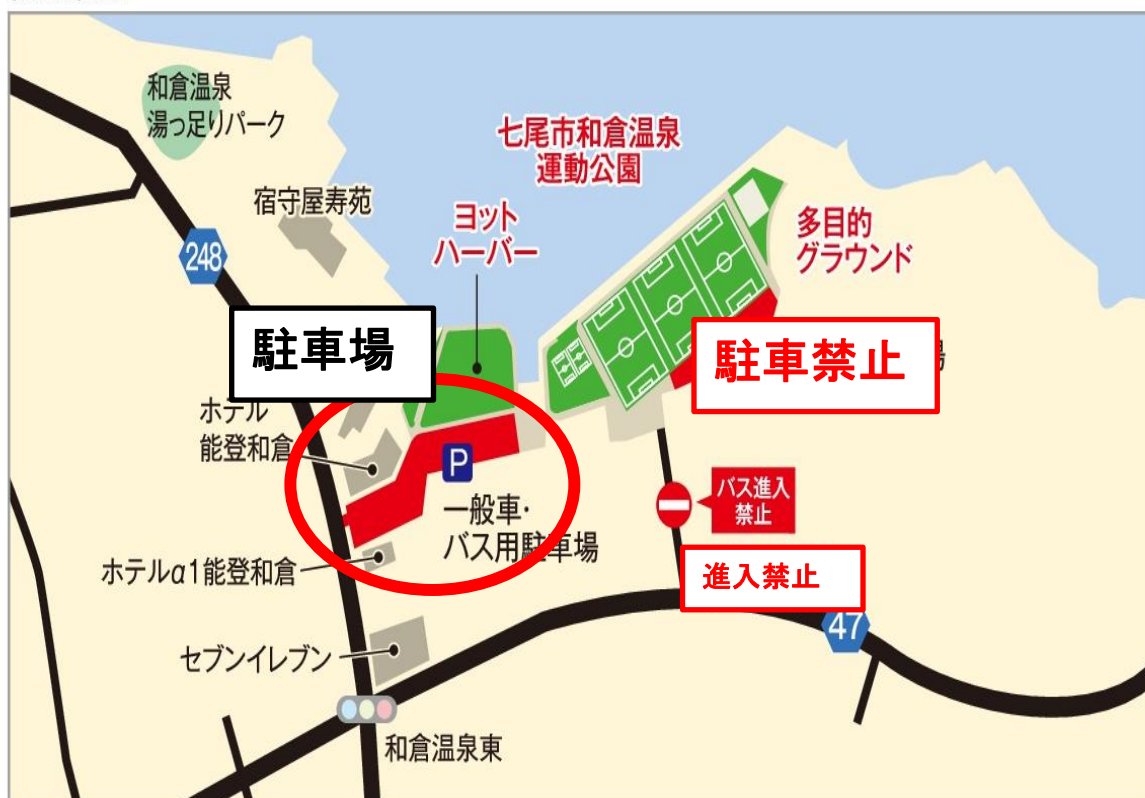 和倉温泉
湯っ足りパーク
七尾市和倉温泉
運動公園
宿守屋寿苑
ヨット
ハーバー
多目的
グラウンド
248
駐車場
駐車禁止
場
ホテル
能登和倉
P
一般車・
バス用駐車場
バス進入
禁止
ホテルα1能登和倉
進入禁止
47
セブンイレブン
和倉温泉東